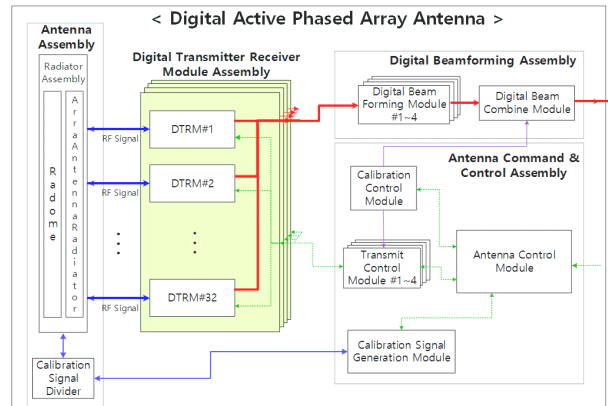 < Digital Active Phased Array Antenna >
Antenna
Assembly
Radiator
Assembly
Radome
ArraAntennaRadiator
Calibration
Signal
Divider
RF Signal
RF Signal
RF Signal
Digital Transmitter Receiver
Module Assembly
DTRM#1
DTRM#2
DTRM#32
Digital Beamforming Assembly
Digital Beam
Forming Module
#1~4
Digital Beam
Combine Module
Antenna Command &
Control Assembly
Calibration
Control
Module
Transmit
Control
Module #1~4
Antenna Control
Module
Calibration Signal
Generation Module